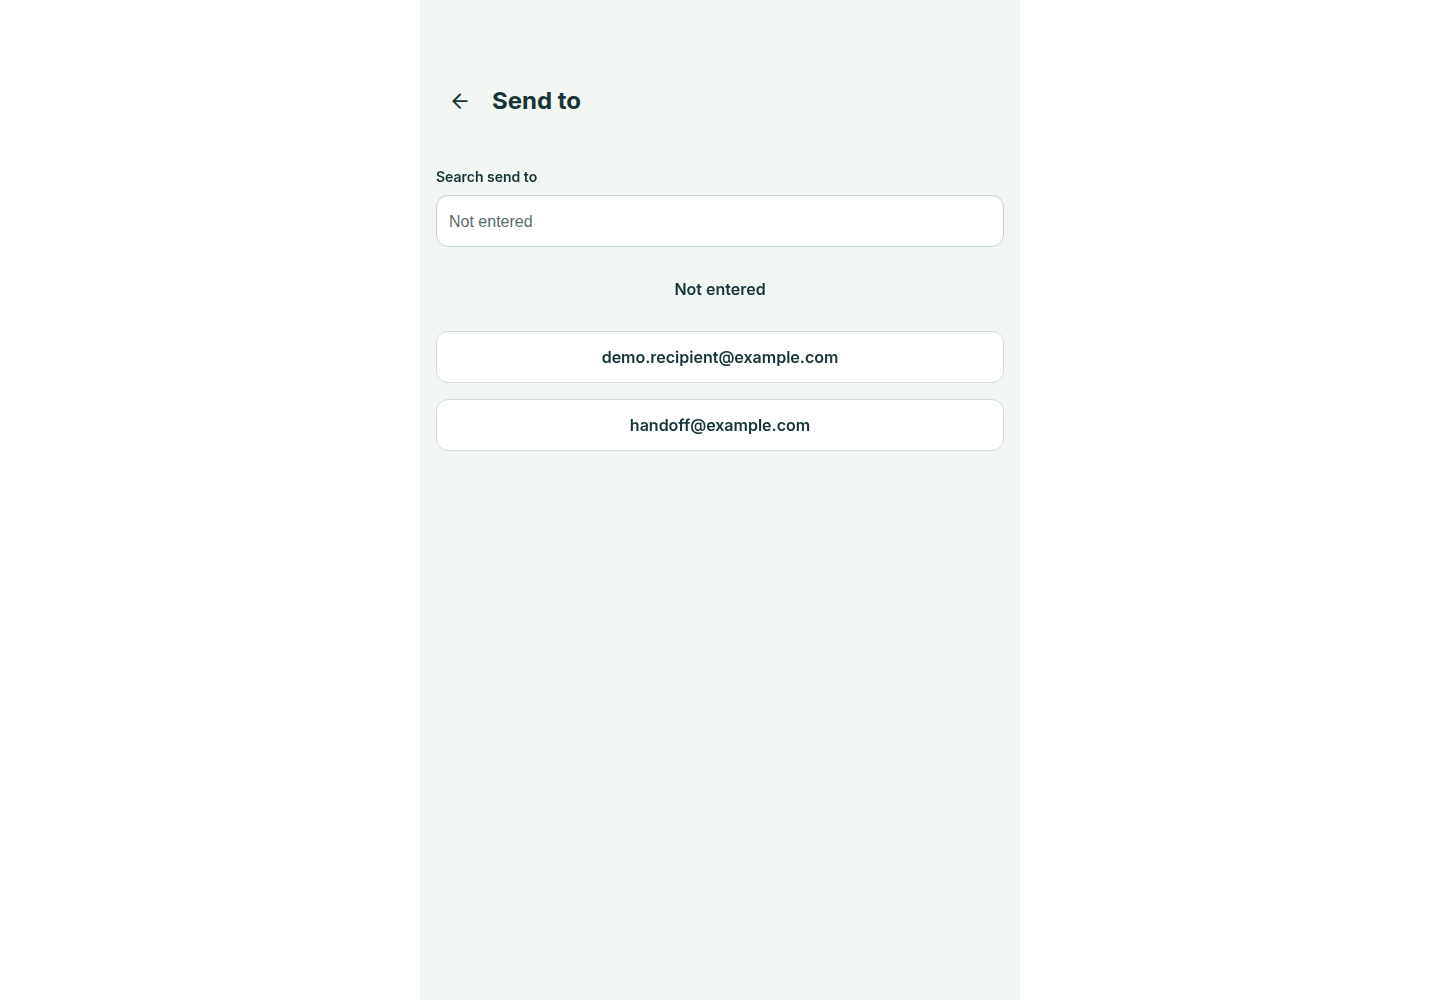 Send to
Search send to
Not entered
Not entered
demo.recipient@example.com
handoff@example.com